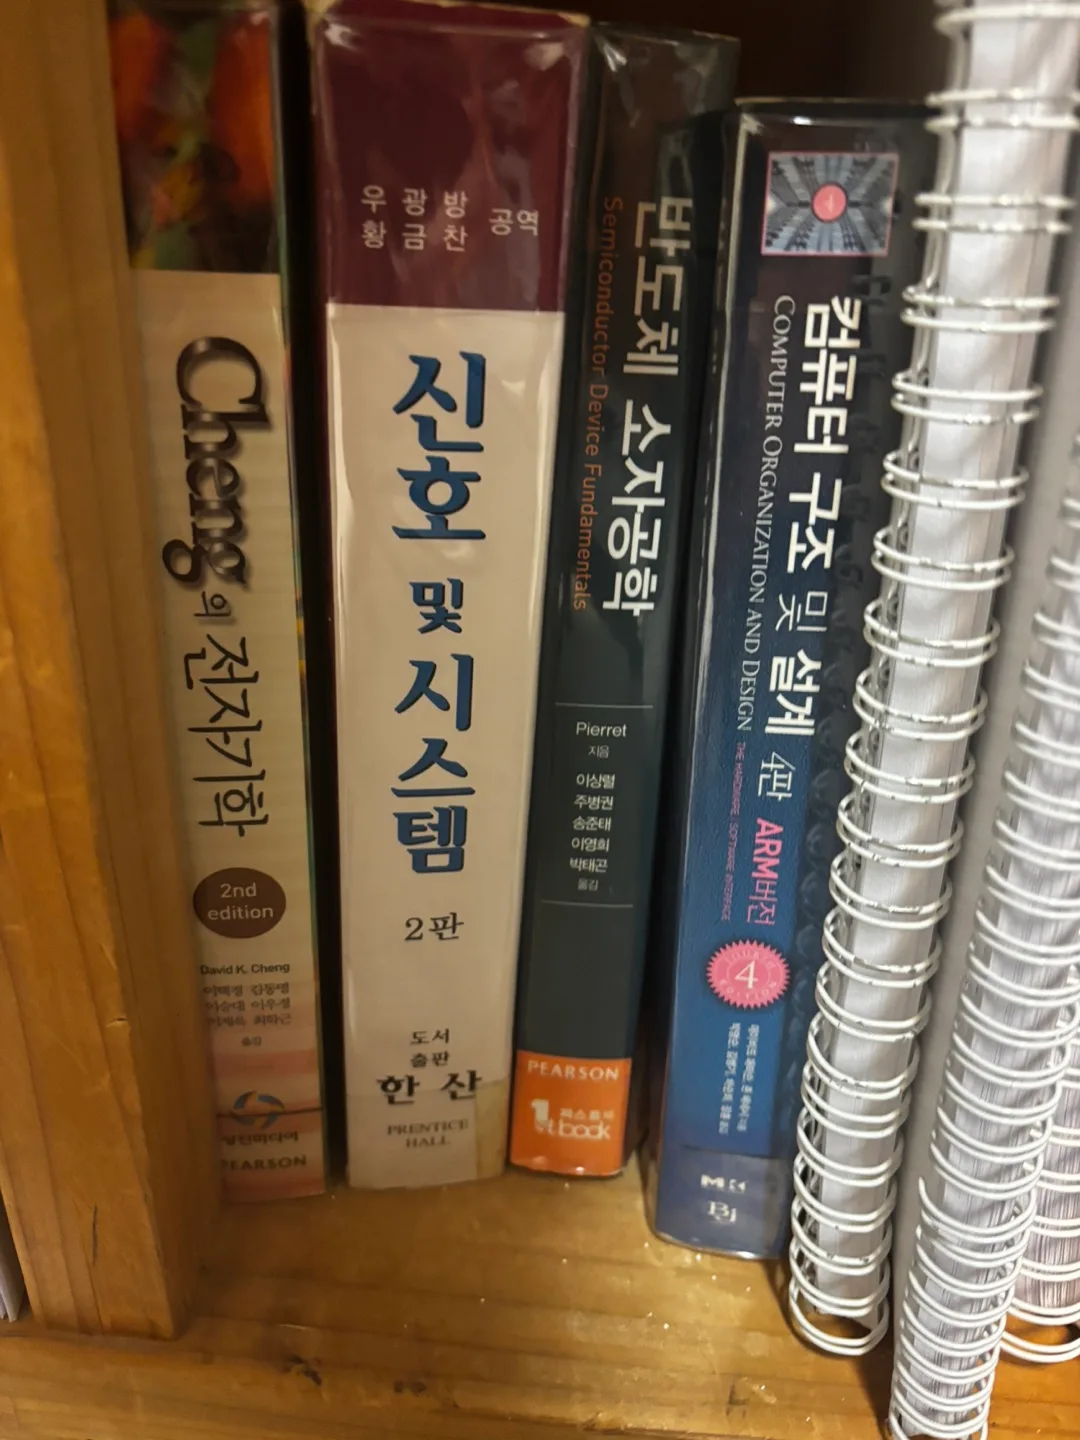 Cheng의 전자기학
2nd edition
David K. Cheng
PEARSON
우 광 방
황 금 찬
공역
신호 및 시스템
2판
도서
출판
한 산
PRENTICE
HALL
반도체 소자공학
Semiconductor Device Fundamentals
Pierret
지음
이상렬
주병권
송준태
이영희
박태곤
옮김
PEARSON
컴퓨터 구조 및 설계 4판 ARM버전
COMPUTER ORGANIZATION AND DESIGN
THE HARDWARE / SOFTWARE INTERFACE
FOURTH
4
EDITION